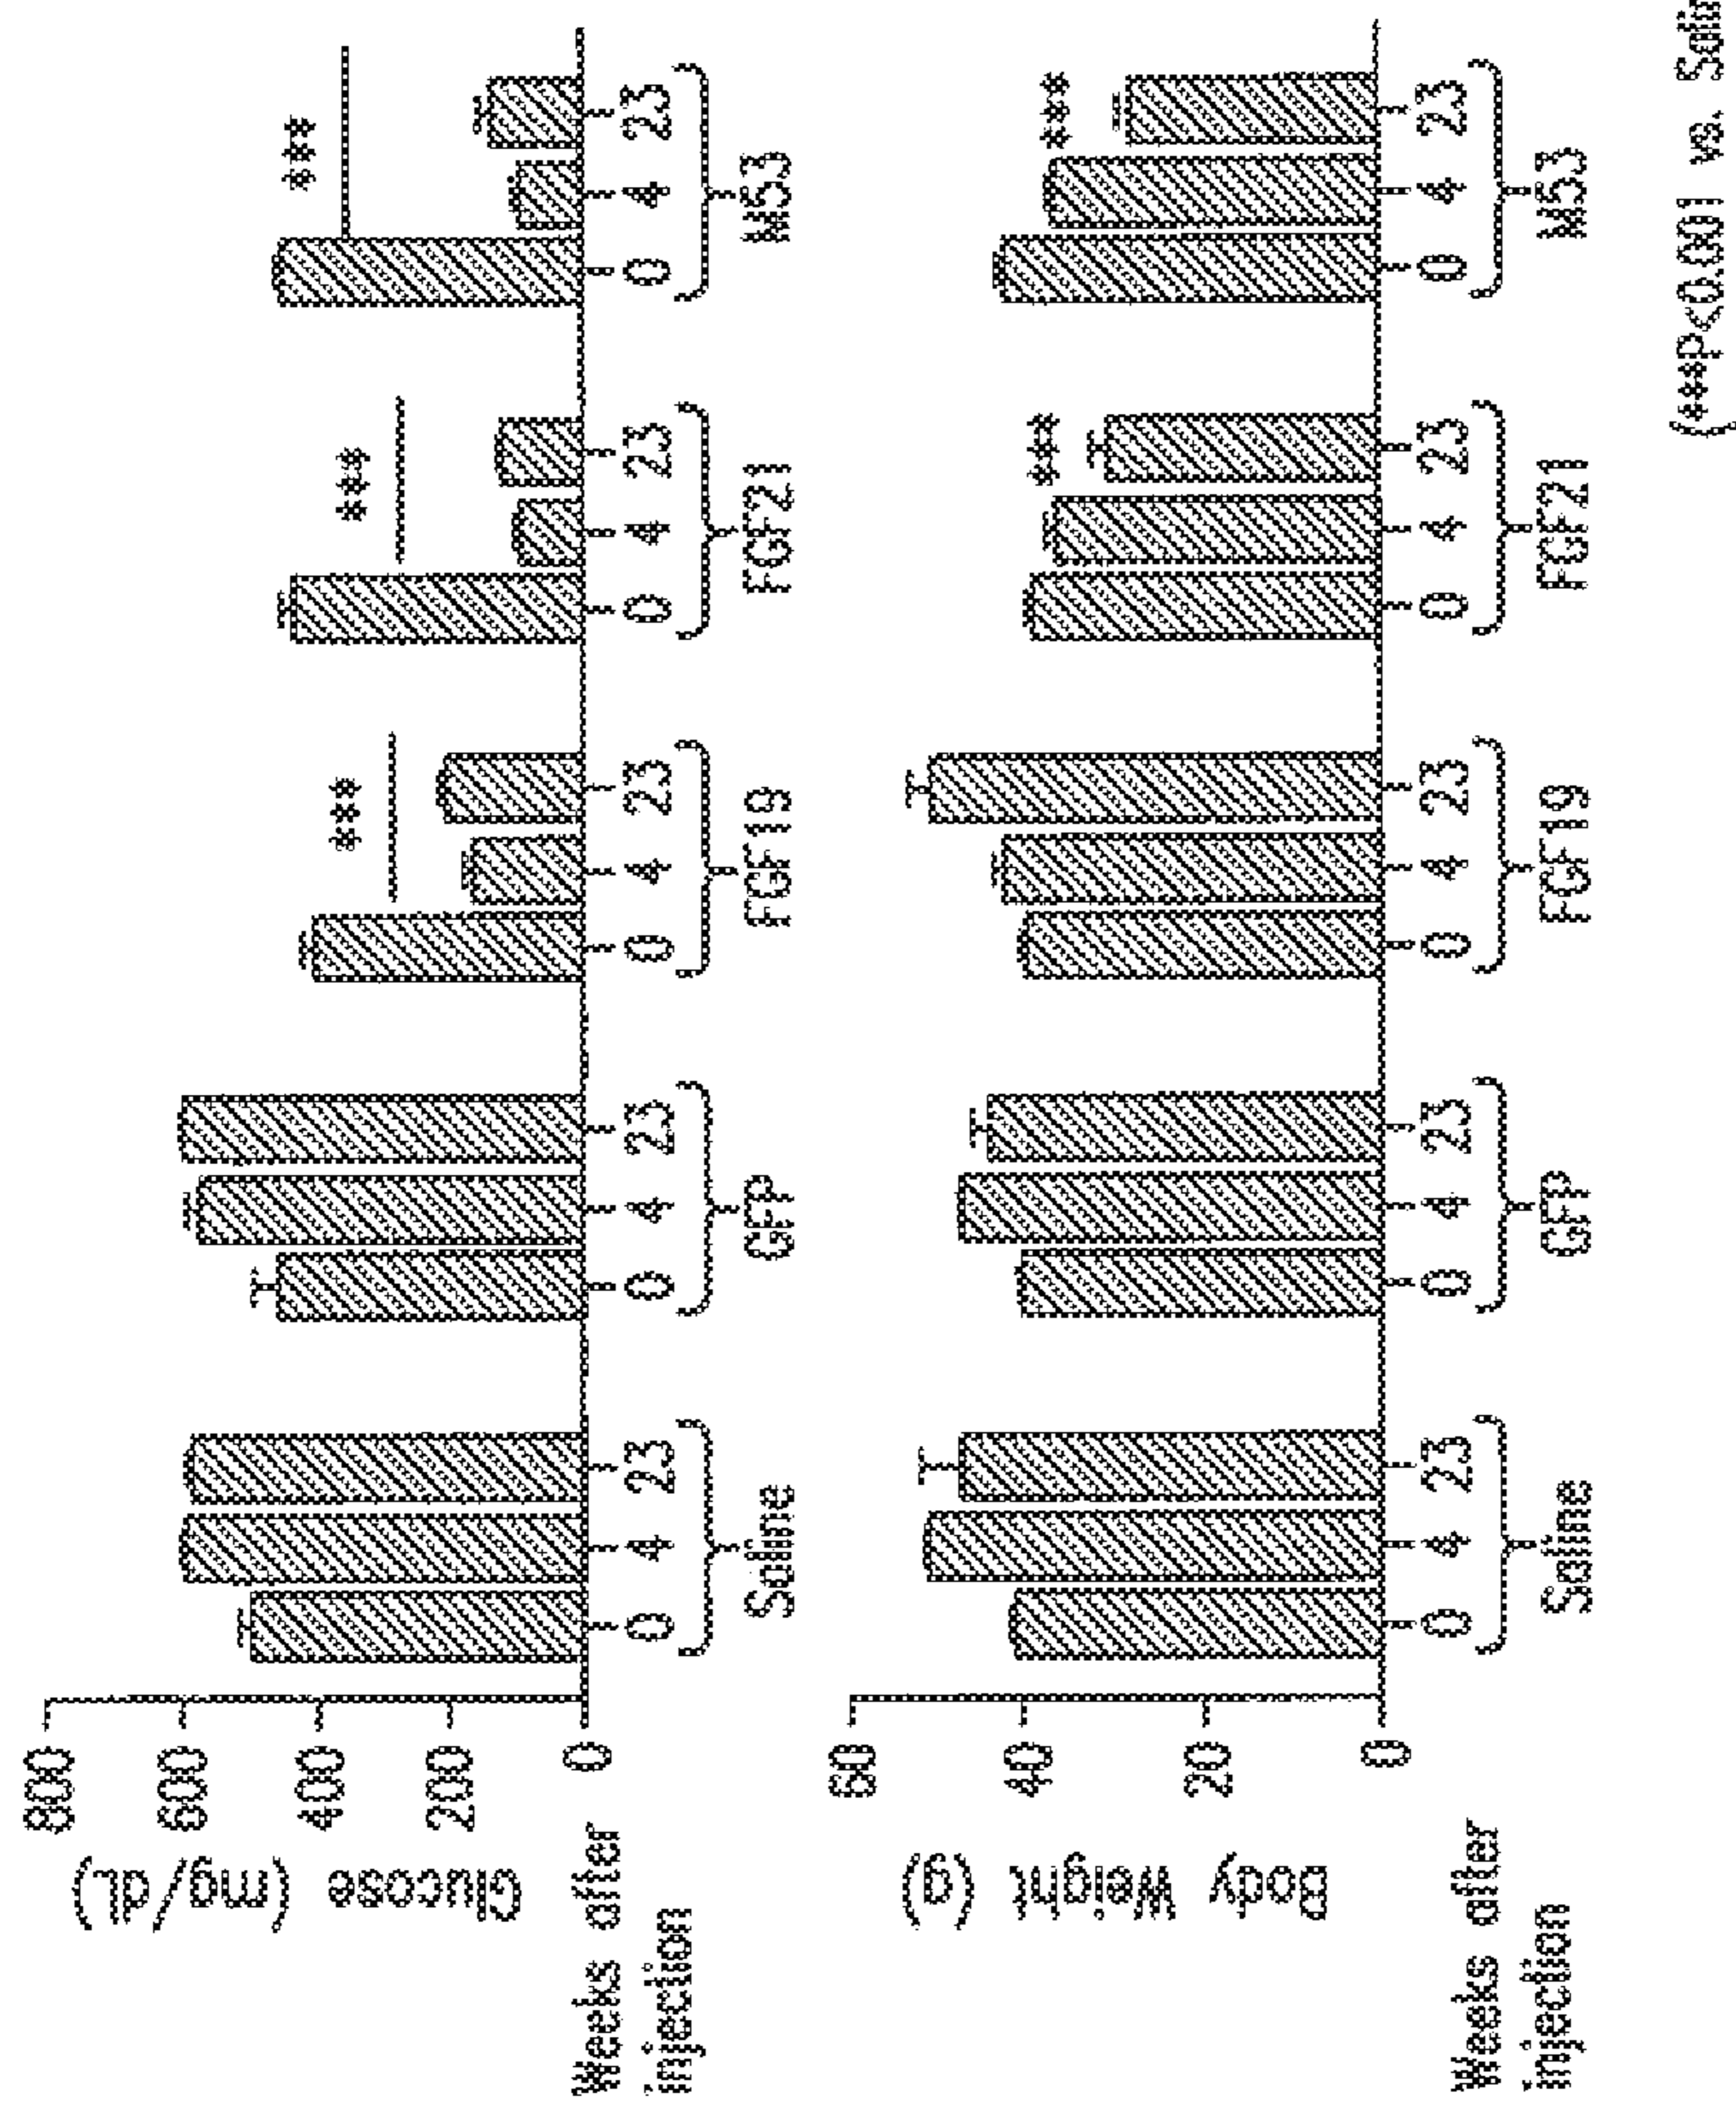 Glucose (mg/dL)
800
600
400
200
0
***
***
***
Weeks after
injection
0 4 23 0 4 23 0 4 23 0 4 23 0 4 23
Saline GFP FGF19 FGF21 M53
Body Weight (g)
60
40
20
0
***
***
Weeks after
injection
0 4 23 0 4 23 0 4 23 0 4 23 0 4 23
Saline GFP FGF19 FGF21 M53
(***P<0.001 vs.